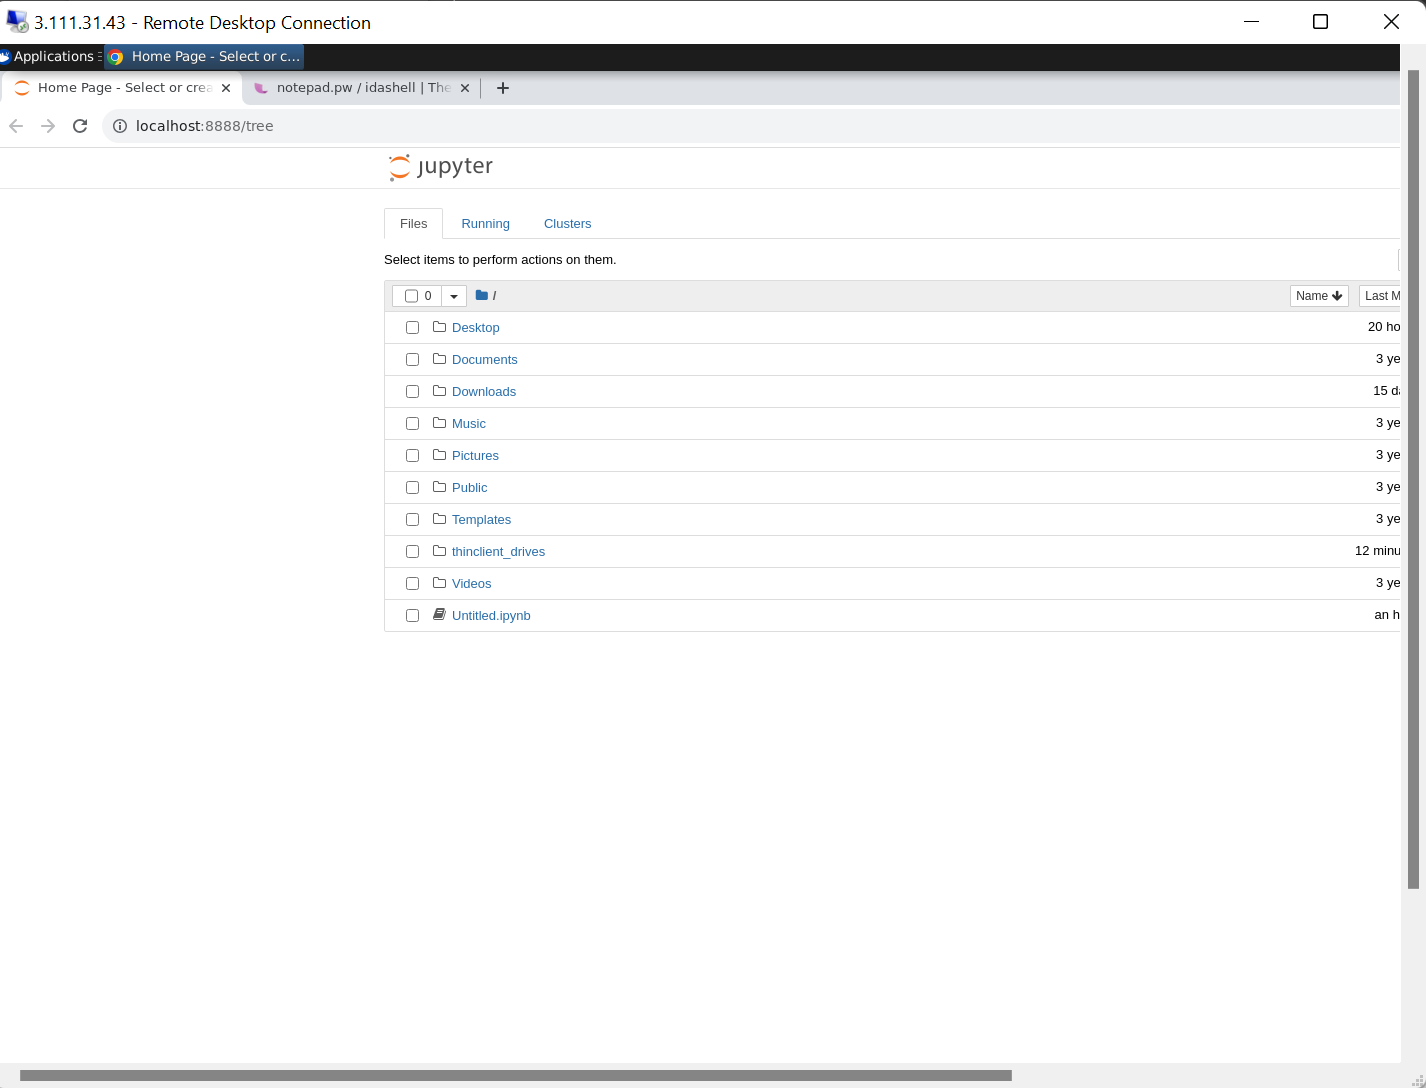 3.111.31.43 - Remote Desktop Connection
Applications Home Page - Select or c...
Home Page - Select or crea notepad.pw / idashell | The
localhost:8888/tree
jupyter
Files Running Clusters
Select items to perform actions on them.
0 / Name Last M
Desktop 20 ho
Documents 3 ye
Downloads 15 da
Music 3 ye
Pictures 3 ye
Public 3 ye
Templates 3 ye
thinclient_drives 12 minu
Videos 3 ye
Untitled.ipynb an h